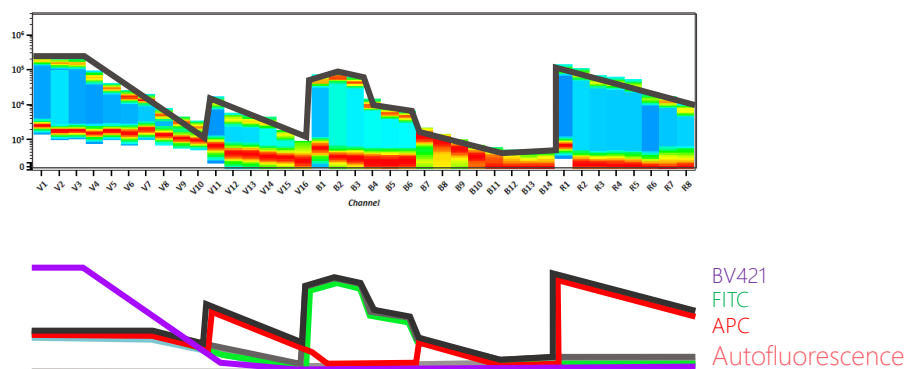 10⁶
10⁵
10⁴
10³
0
V1 V2 V3 V4 V5 V6 V7 V8 V9 V10 V11 V12 V13 V14 V15 V16 B1 B2 B3 B4 B5 B6 B7 B8 B9 B10 B11 B12 B13 B14 R1 R2 R3 R4 R5 R6 R7 R8
Channel
BV421
FITC
APC
Autofluorescence